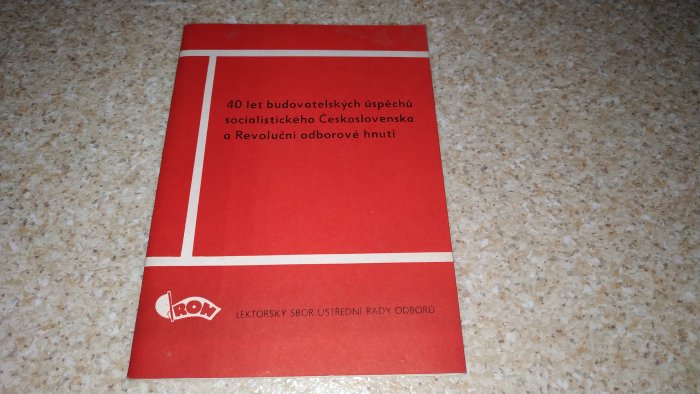 40 let budovatelských úspěchů
socialistického Československa
a Revoluční odborové hnutí
ROH
LEKTORSKÝ SBOR ÚSTŘEDNÍ RADY ODBORŮ